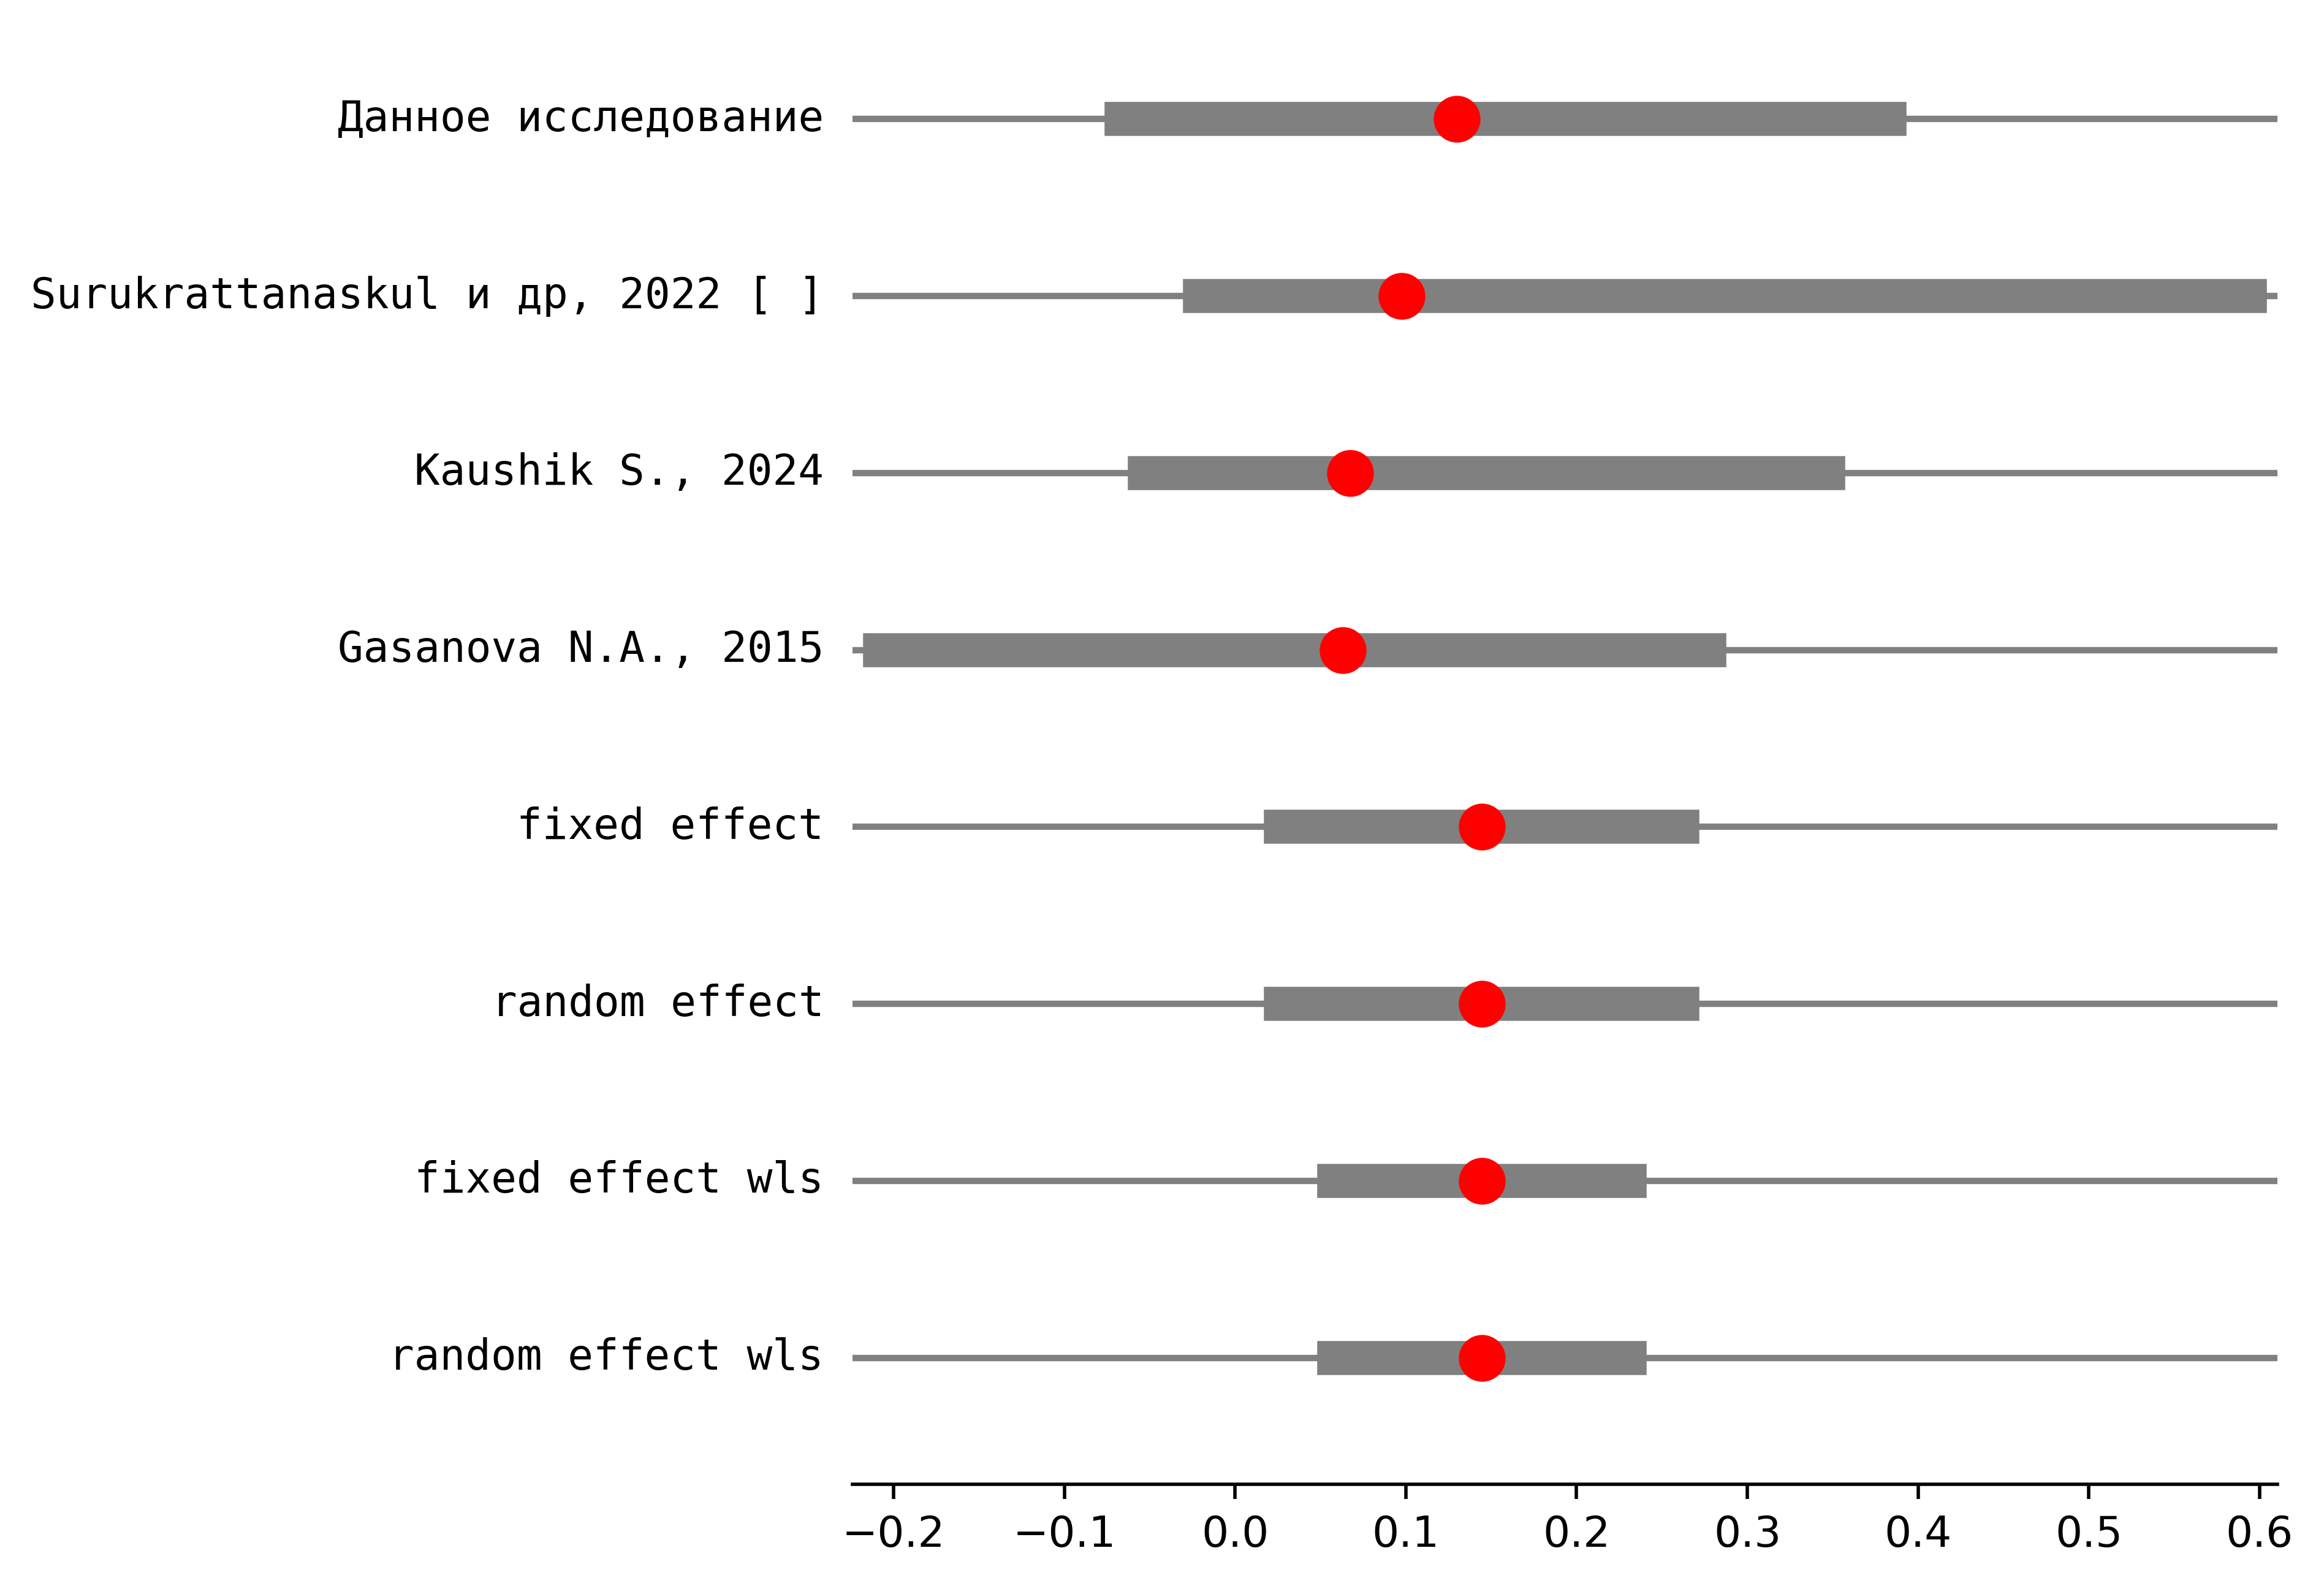 Данное исследование
Surukrattanaskul и др, 2022 [ ]
Kaushik S., 2024
Gasanova N.A., 2015
fixed effect
random effect
fixed effect wls
random effect wls
−0.2 −0.1 0.0 0.1 0.2 0.3 0.4 0.5 0.6